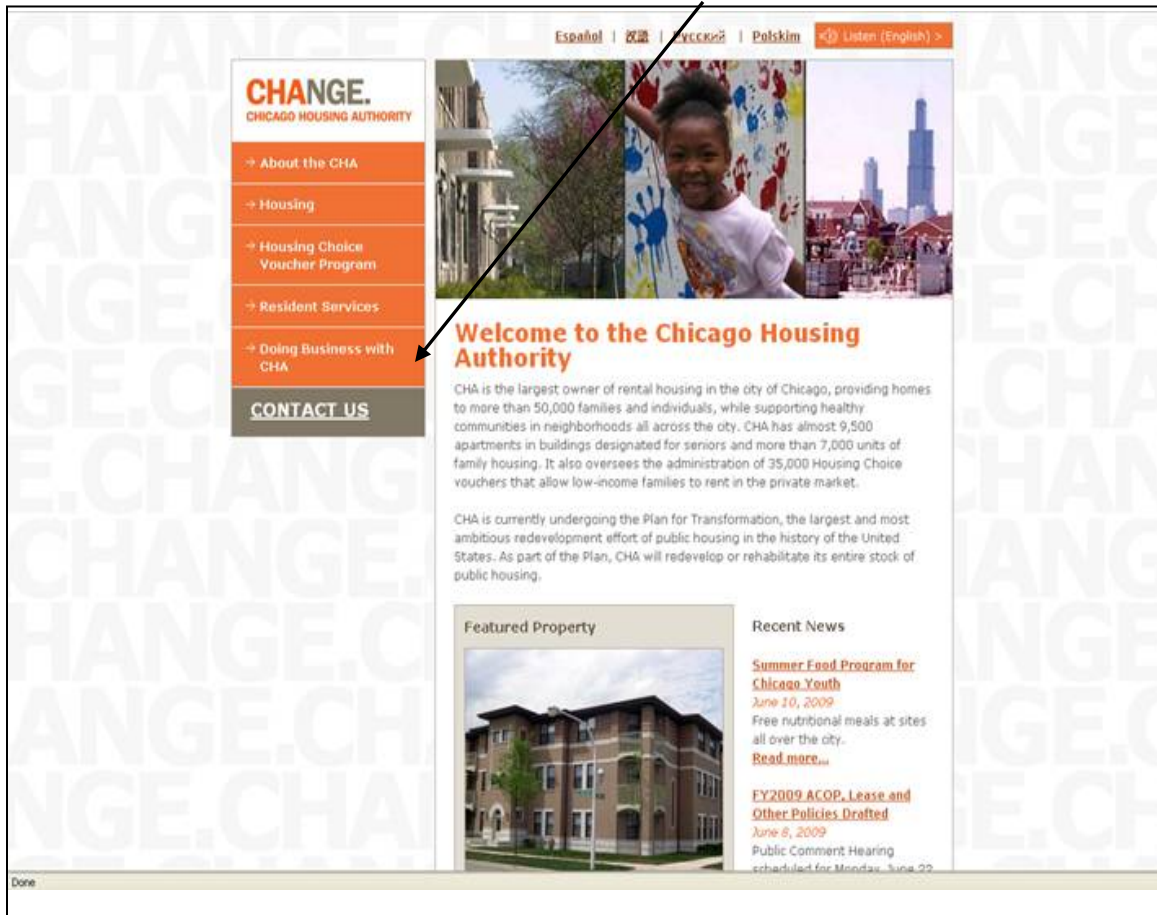 Español | 汉语 | Русский | Polskim Listen (English) >
CHANGE.
CHICAGO HOUSING AUTHORITY
→ About the CHA
→ Housing
→ Housing Choice
Voucher Program
→ Resident Services
→ Doing Business with
CHA
CONTACT US
Welcome to the Chicago Housing
Authority
CHA is the largest owner of rental housing in the city of Chicago, providing homes
to more than 50,000 families and individuals, while supporting healthy
communities in neighborhoods all across the city. CHA has almost 9,500
apartments in buildings designated for seniors and more than 7,000 units of
family housing. It also oversees the administration of 35,000 Housing Choice
vouchers that allow low-income families to rent in the private market.
CHA is currently undergoing the Plan for Transformation, the largest and most
ambitious redevelopment effort of public housing in the history of the United
States. As part of the Plan, CHA will redevelop or rehabilitate its entire stock of
public housing.
Featured Property
Recent News
Summer Food Program for
Chicago Youth
June 10, 2009
Free nutritional meals at sites
all over the city.
Read more...
FY2009 ACOP, Lease and
Other Policies Drafted
June 8, 2009
Public Comment Hearing
scheduled for Monday, June 22
Done